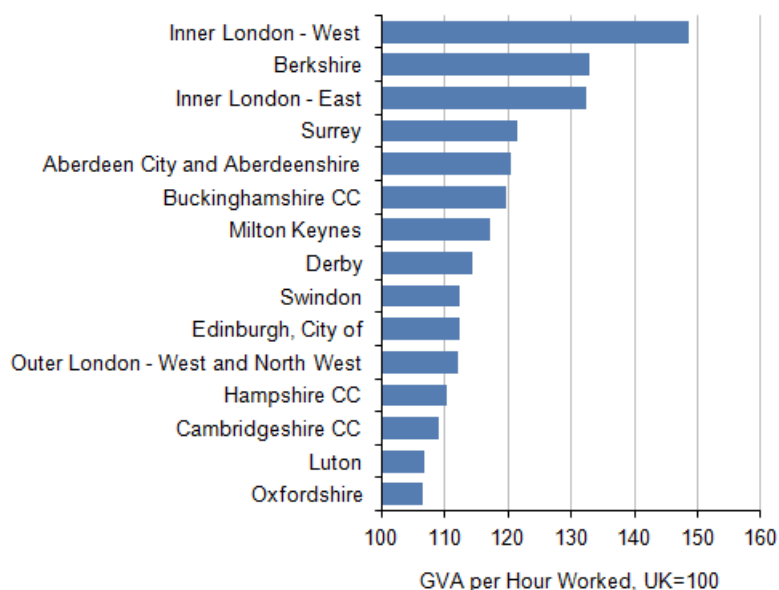 Inner London - West
Berkshire
Inner London - East
Surrey
Aberdeen City and Aberdeenshire
Buckinghamshire CC
Milton Keynes
Derby
Swindon
Edinburgh, City of
Outer London - West and North West
Hampshire CC
Cambridgeshire CC
Luton
Oxfordshire
100 110 120 130 140 150 160
GVA per Hour Worked, UK=100